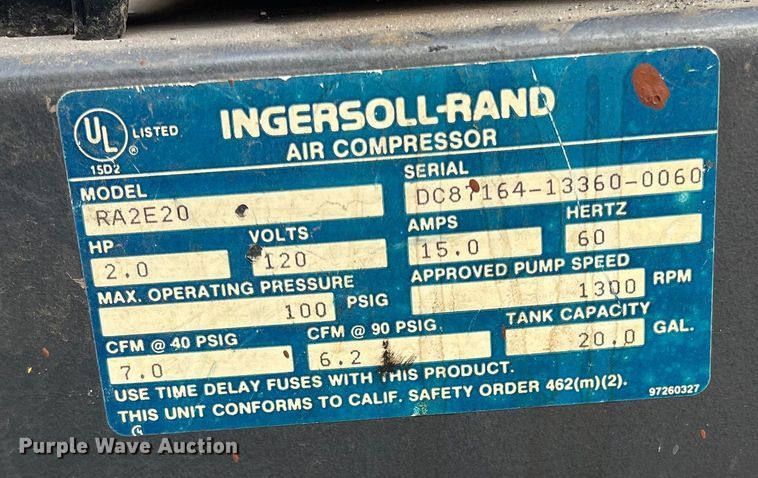 UL LISTED ®
15D2
INGERSOLL-RAND
AIR COMPRESSOR
MODEL SERIAL
RA2E20 DC87164-13360-0060
HP VOLTS AMPS HERTZ
2.0 120 15.0 60
MAX. OPERATING PRESSURE APPROVED PUMP SPEED
100 PSIG 1300 RPM
CFM @ 40 PSIG CFM @ 90 PSIG TANK CAPACITY
7.0 6.2 20.0 GAL.
USE TIME DELAY FUSES WITH THIS PRODUCT.
THIS UNIT CONFORMS TO CALIF. SAFETY ORDER 462(m)(2).
97260327
Purple Wave Auction